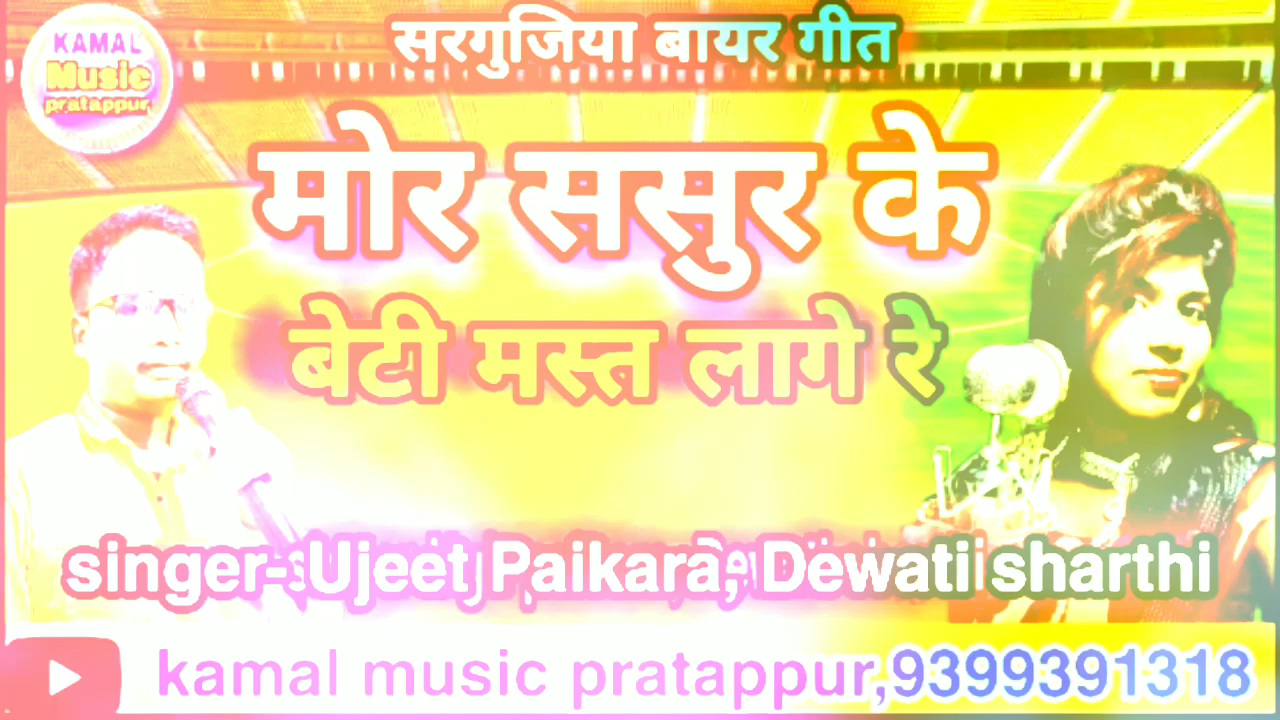 सरगुजिया बायर गीत
KAMAL
Music
pratappur
मोर ससुर के
बेटी मस्त लागे रे
singer-Ujeet Paikara, Dewati sharthi
kamal music pratappur,9399391318